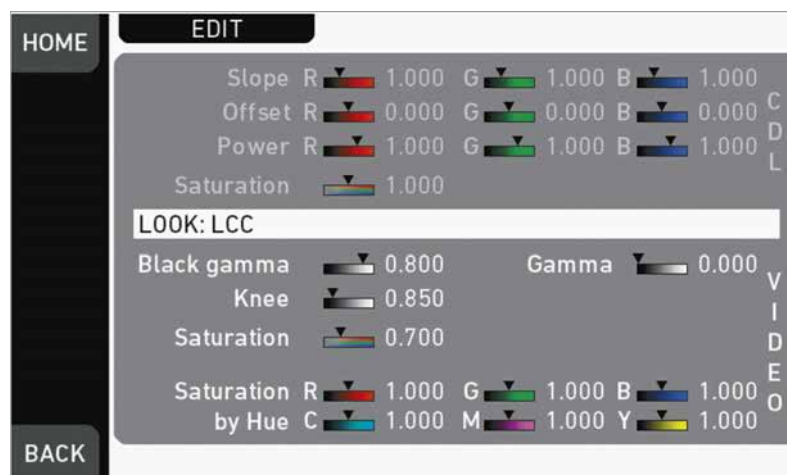 HOME
EDIT
Slope R 1.000 G 1.000 B 1.000
Offset R 0.000 G 0.000 B 0.000
Power R 1.000 G 1.000 B 1.000
Saturation 1.000
CDL
LOOK: LCC
Black gamma 0.800 Gamma 0.000
Knee 0.850
Saturation 0.700
Saturation R 1.000 G 1.000 B 1.000
by Hue C 1.000 M 1.000 Y 1.000
VIDEO
BACK